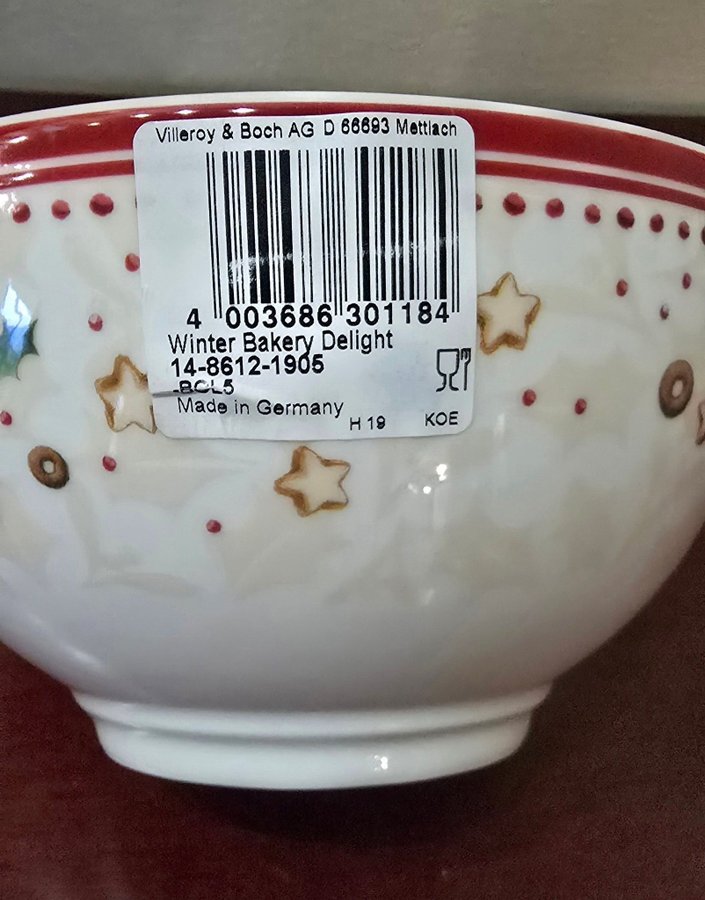 Villeroy & Boch AG D 66693 Mettlach
4 003686 301184
Winter Bakery Delight
14-8612-1905
-BOL5
Made in Germany
H 19 KOE